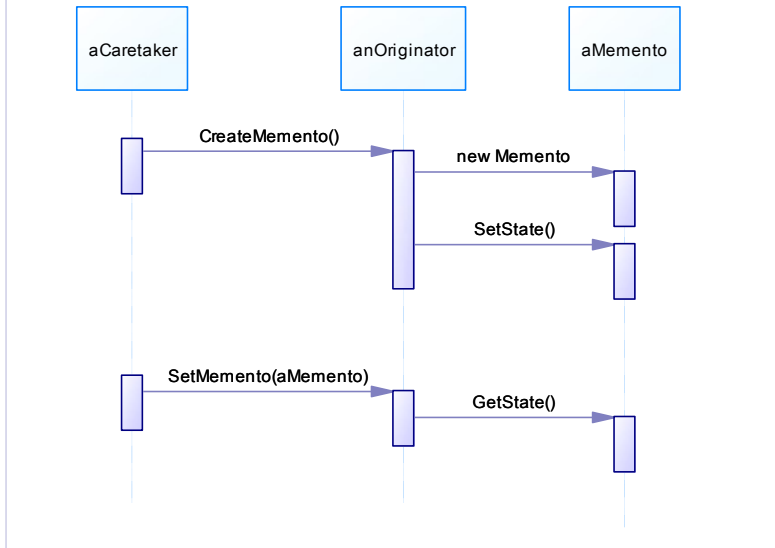 aCaretaker
anOriginator
aMemento
CreateMemento()
new Memento
SetState()
SetMemento(aMemento)
GetState()